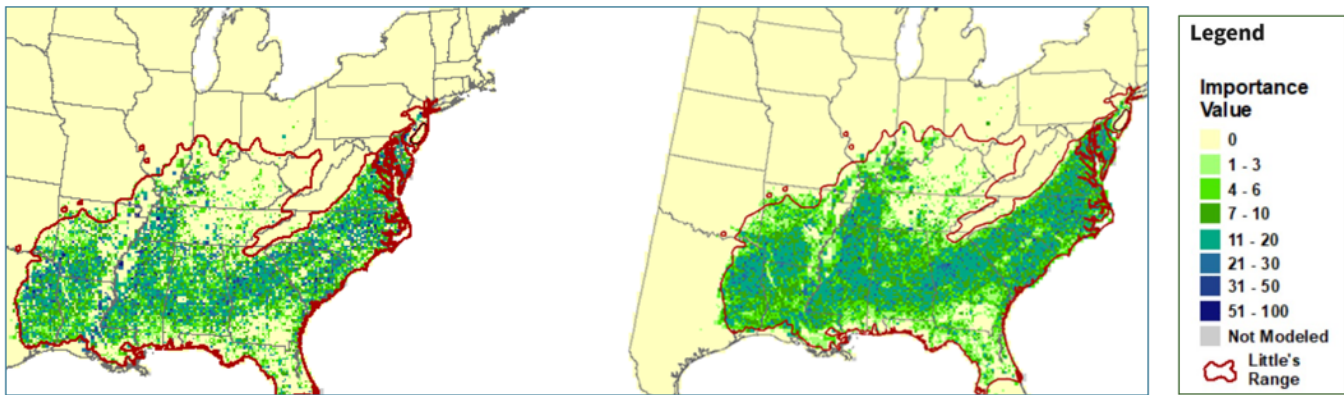 Legend
Importance
Value
0
1 - 3
4 - 6
7 - 10
11 - 20
21 - 30
31 - 50
51 - 100
Not Modeled
Little's
Range